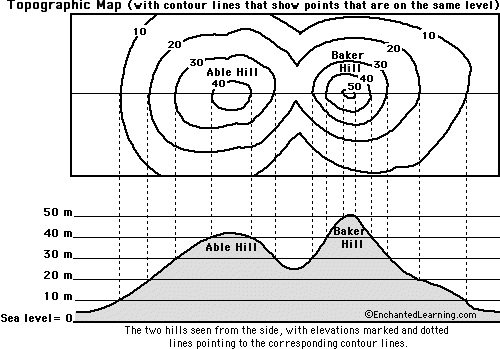 Topographic Map (with contour lines that show points that are on the same level)
10
10
20
20
30
30
Able Hill
40
Baker
Hill
40
50
50 m
40 m
30 m
20 m
10 m
Sea level= 0
Able Hill
Baker
Hill
©EnchantedLearning.com
The two hills seen from the side, with elevations marked and dotted
lines pointing to the corresponding contour lines.